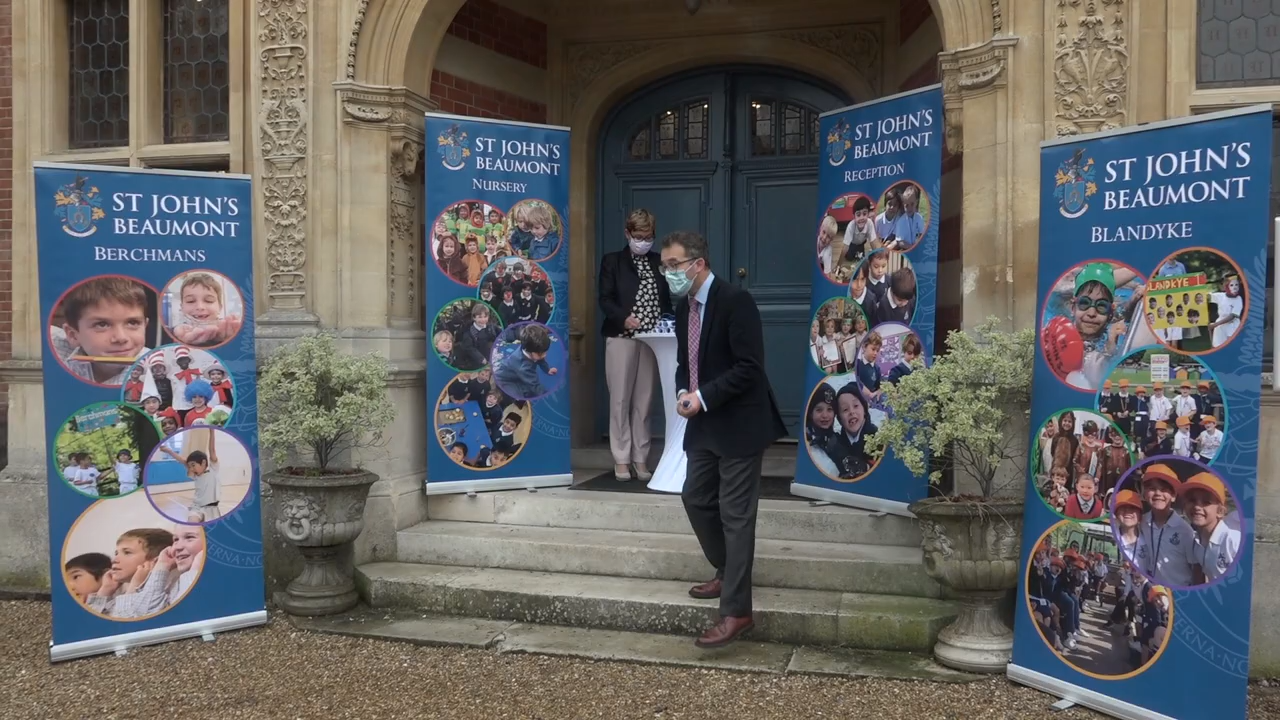 ST JOHN'S
BEAUMONT
BERCHMANS
ST JOHN'S
BEAUMONT
NURSERY
ST JOHN'S
BEAUMONT
RECEPTION
ST JOHN'S
BEAUMONT
BLANDYKE